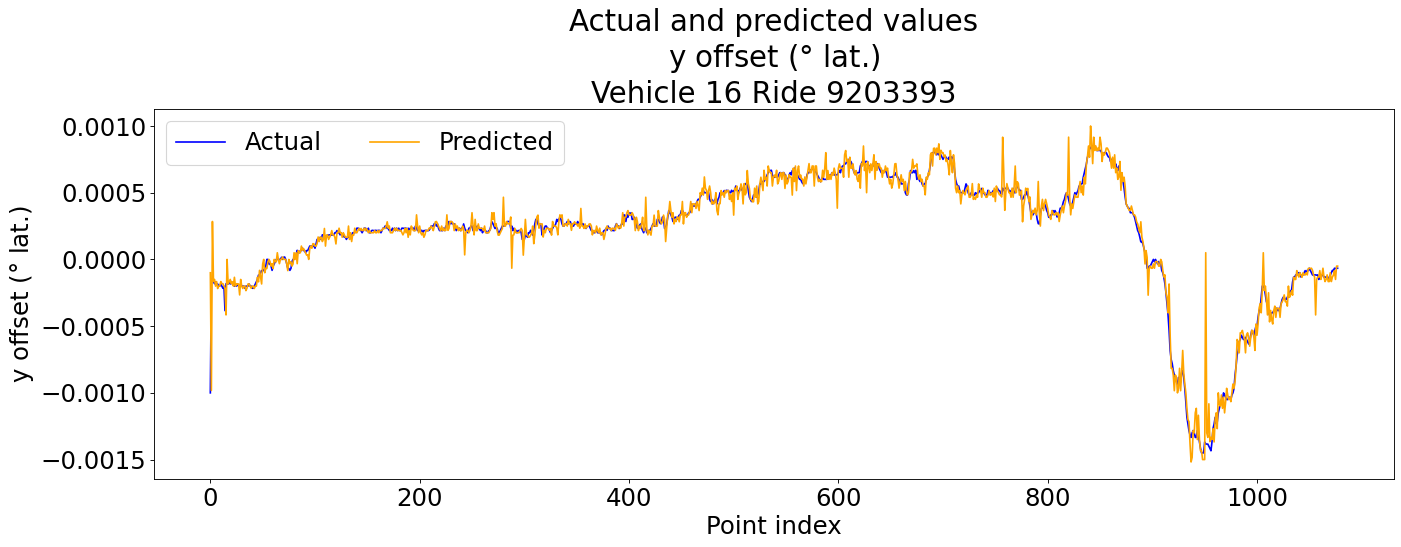 Actual and predicted values
y offset (° lat.)
Vehicle 16 Ride 9203393
Actual
Predicted
y offset (° lat.)
0.0010
0.0005
0.0000
−0.0005
−0.0010
−0.0015
0
200
400
600
800
1000
Point index